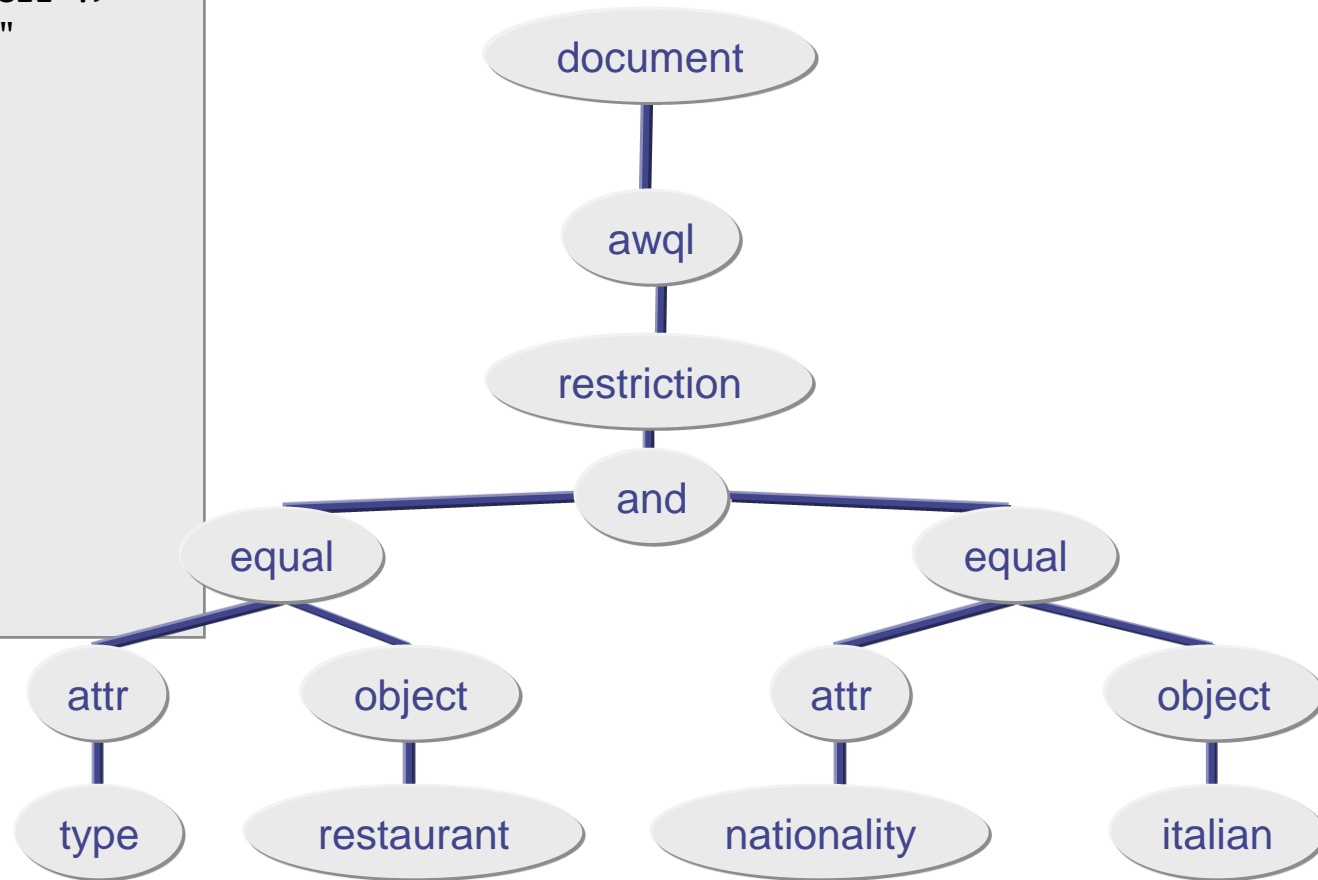 "
document
awql
restriction
and
equal equal
attr object attr object
type restaurant nationality italian